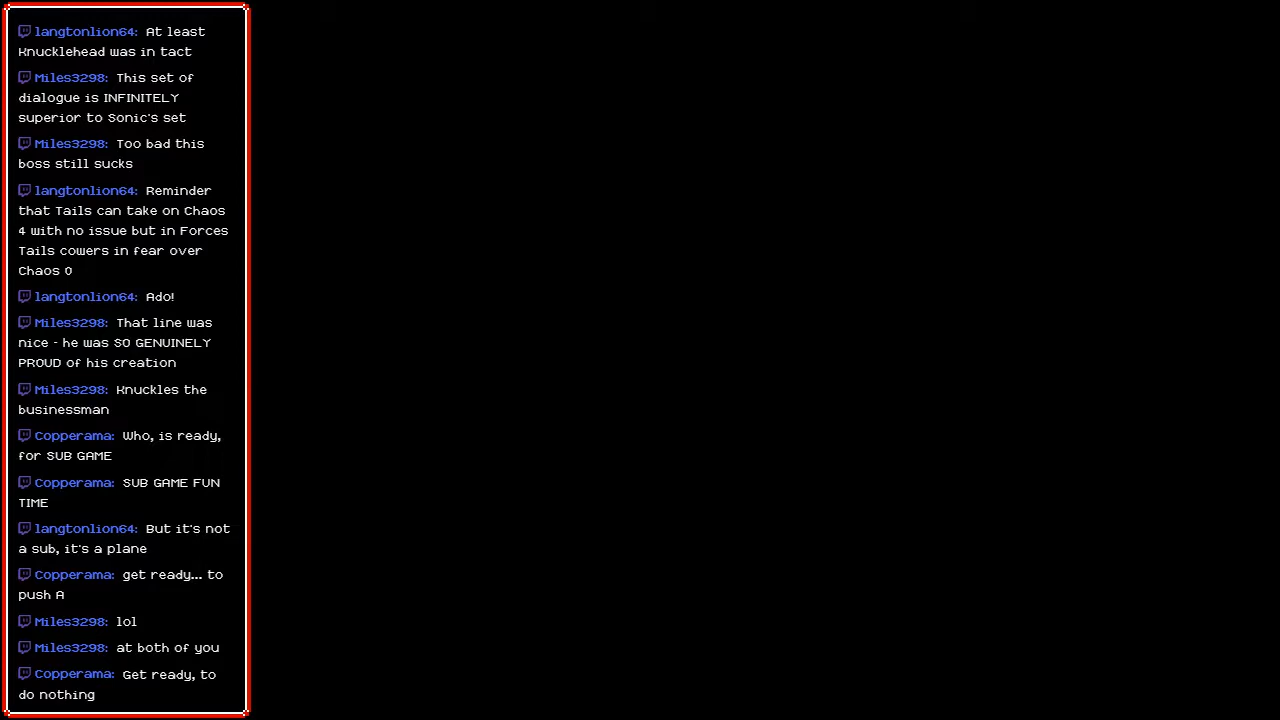 langtonlion64: At least
Knucklehead was in tact
Miles3298: This set of
dialogue is INFINITELY
superior to Sonic's set
Miles3298: Too bad this
boss still sucks
langtonlion64: Reminder
that Tails can take on Chaos
4 with no issue but in Forces
Tails cowers in fear over
Chaos 0
langtonlion64: Ado!
Miles3298: That line was
nice - he was SO GENUINELY
PROUD of his creation
Miles3298: Knuckles the
businessman
Copperama: Who, is ready,
for SUB GAME
Copperama: SUB GAME FUN
TIME
langtonlion64: But it's not
a sub, it's a plane
Copperama: get ready... to
push A
Miles3298: lol
Miles3298: at both of you
Copperama: Get ready, to
do nothing